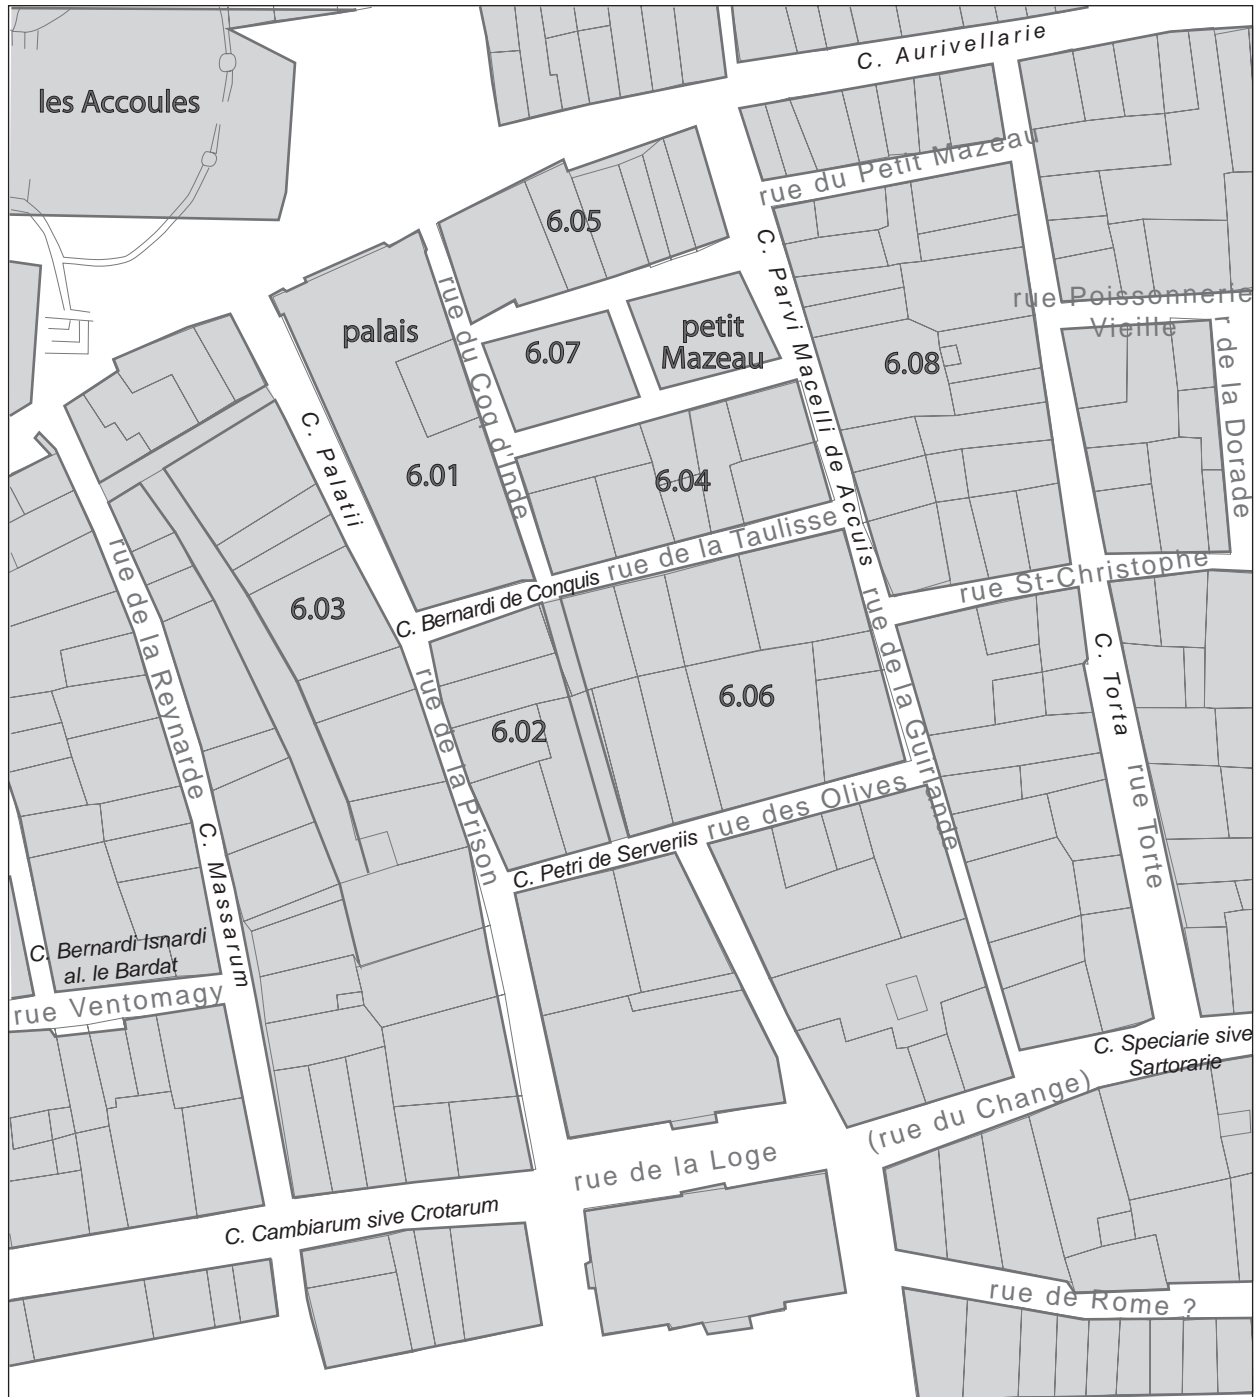 C. Aurivellarie
les Accoules
rue du Petit Mazeau
6.05
C. Parvi Macelli de Accuis
rue du Coq d'Inde
rue Poissonnerie
Vieille
palais
6.07
petit
Mazeau
6.08
r de la Dorade
C. Palatii
6.01
6.04
rue de la Taulisse
rue St-Christophe
rue de la Reynarde
C. Bernardi de Conquis
6.03
rue de la Guirlande
C. Torta
rue de la Prison
6.02
6.06
rue Torte
rue des Olives
C. Massarum
C. Petri de Serveriis
C. Bernardi Isnardi
al. le Bardat
rue Ventomagy
C. Speciarie sive
Sartorarie
(rue du Change)
rue de la Loge
C. Cambiarum sive Crotarum
rue de Rome ?